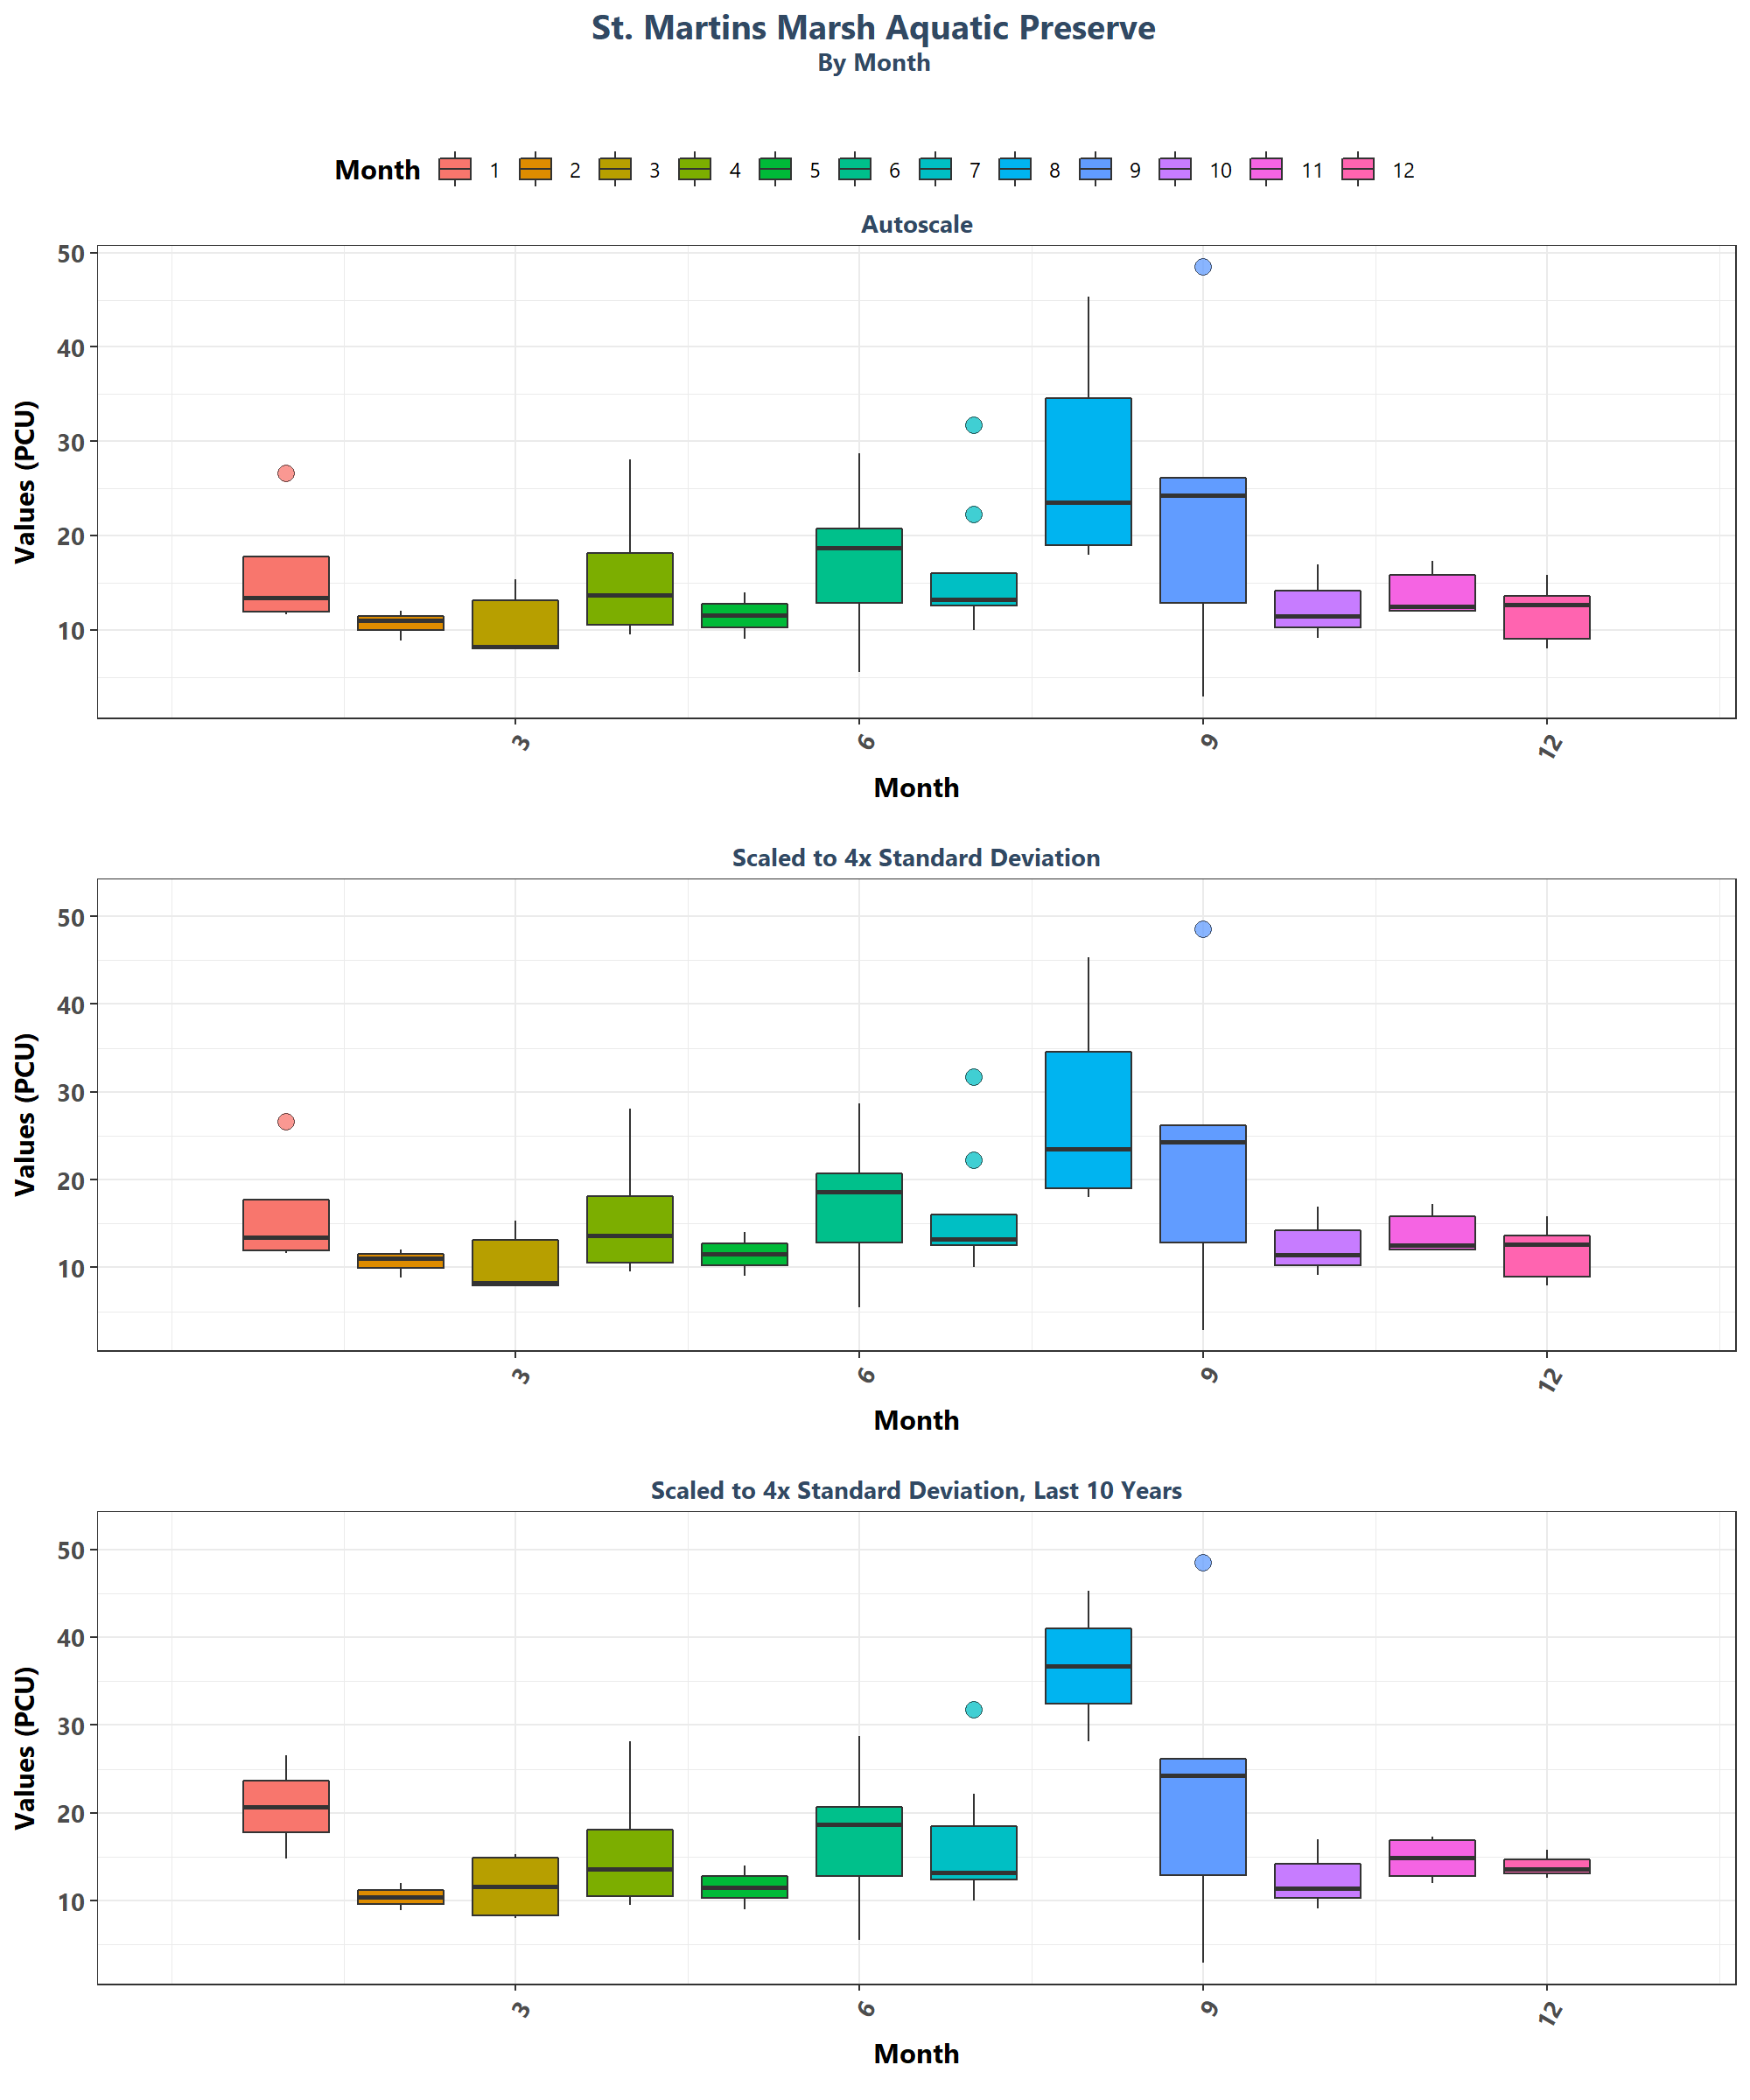 St. Martins Marsh Aquatic Preserve
By Month
Month 1 2 3 4 5 6 7 8 9 10 11 12
Autoscale
50
40
30
20
10
Values (PCU)
3 6 9 12
Month
Scaled to 4x Standard Deviation
50
40
30
20
10
Values (PCU)
3 6 9 12
Month
Scaled to 4x Standard Deviation, Last 10 Years
50
40
30
20
10
Values (PCU)
3 6 9 12
Month